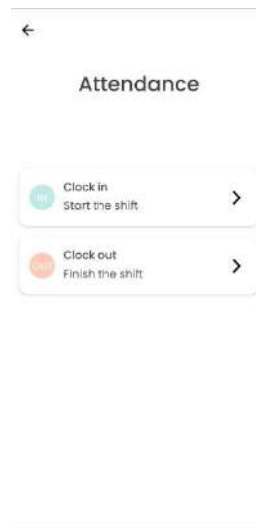 Attendance
IN
Clock in
Start the shift
OUT
Clock out
Finish the shift